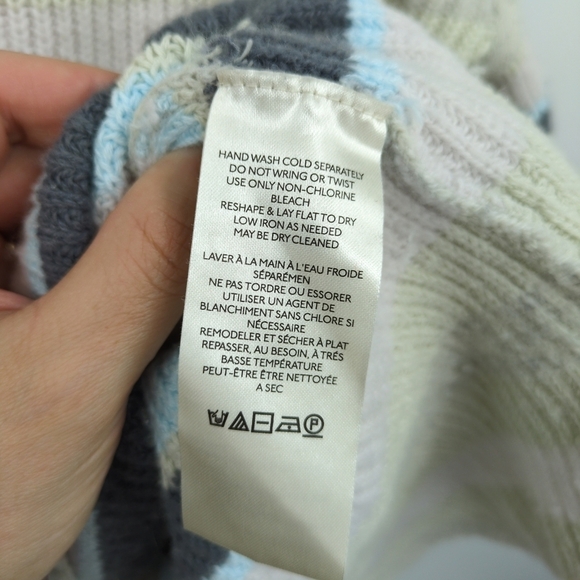 HAND WASH COLD SEPARATELY
DO NOT WRING OR TWIST
USE ONLY NON-CHLORINE
BLEACH
RESHAPE & LAY FLAT TO DRY
LOW IRON AS NEEDED
MAY BE DRY CLEANED
LAVER À LA MAIN À L'EAU FROIDE
SÉPARÉMEN
NE PAS TORDRE OU ESSORER
UTILISER UN AGENT DE
BLANCHIMENT SANS CHLORE SI
NÉCESSAIRE
REMODELER ET SÉCHER À PLAT
REPASSER, AU BESOIN, À TRÉS
BASSE TEMPÉRATURE
PEUT-ÊTRE ÊTRE NETTOYÉE
A SEC
P